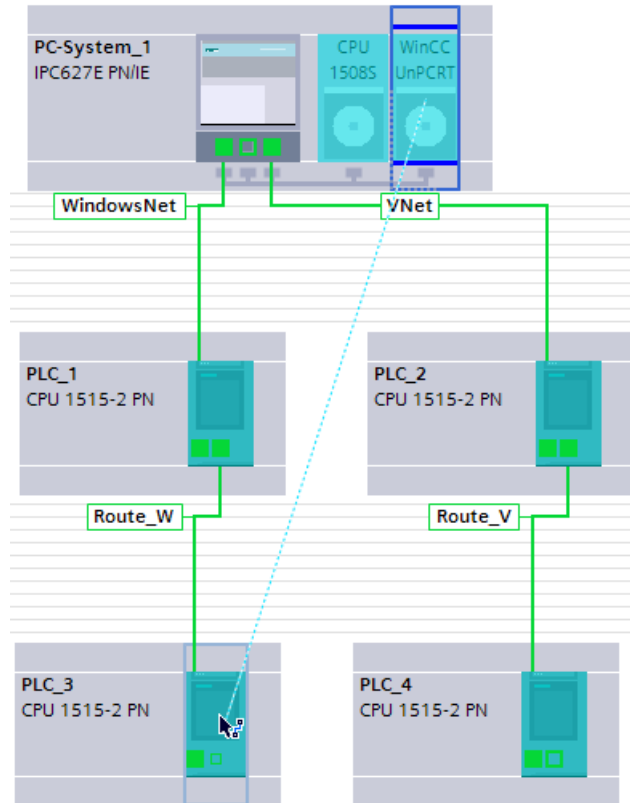 PC-System_1
IPC627E PN/IE
CPU
1508S
WinCC
UnPCRT
WindowsNet
VNet
PLC_1
CPU 1515-2 PN
PLC_2
CPU 1515-2 PN
Route_W
Route_V
PLC_3
CPU 1515-2 PN
PLC_4
CPU 1515-2 PN